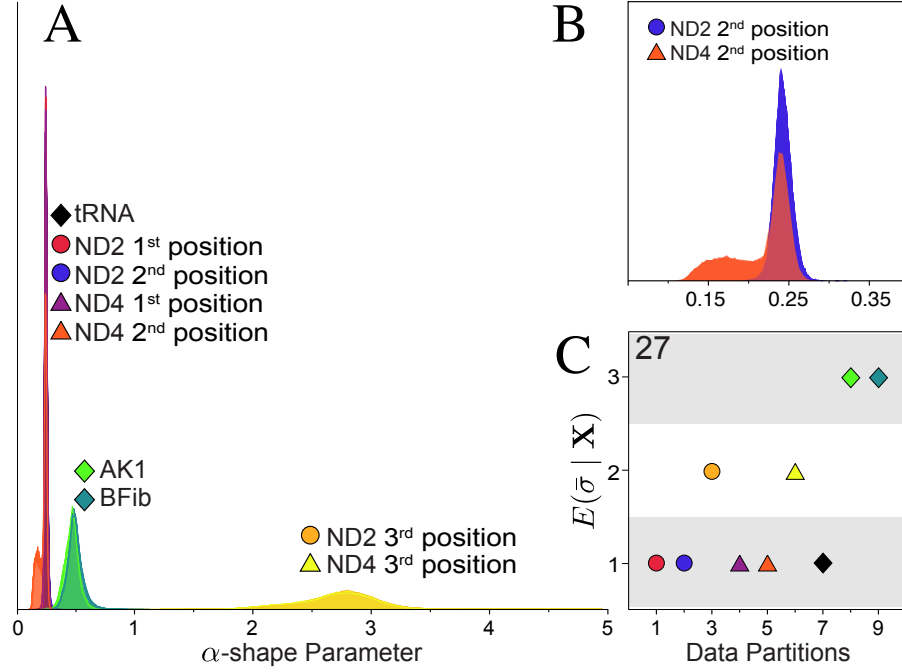 A
tRNA
ND2 1st position
ND2 2nd position
ND4 1st position
ND4 2nd position
AK1
BFib
ND2 3rd position
ND4 3rd position
0 1 2 3 4 5
α-shape Parameter
B
ND2 2nd position
ND4 2nd position
0.15 0.25 0.35
C
27
3
2
1
E(σ̄ | X)
1 3 5 7 9
Data Partitions